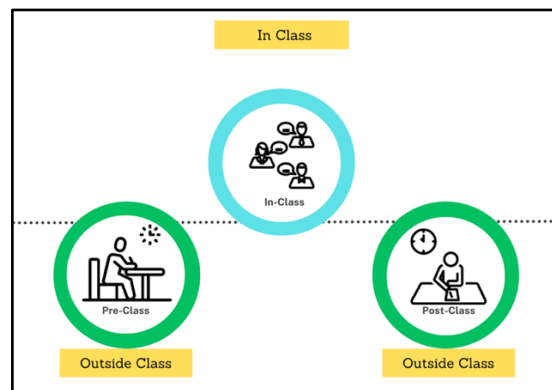 In Class
In-Class
Pre-Class
Post-Class
Outside Class
Outside Class